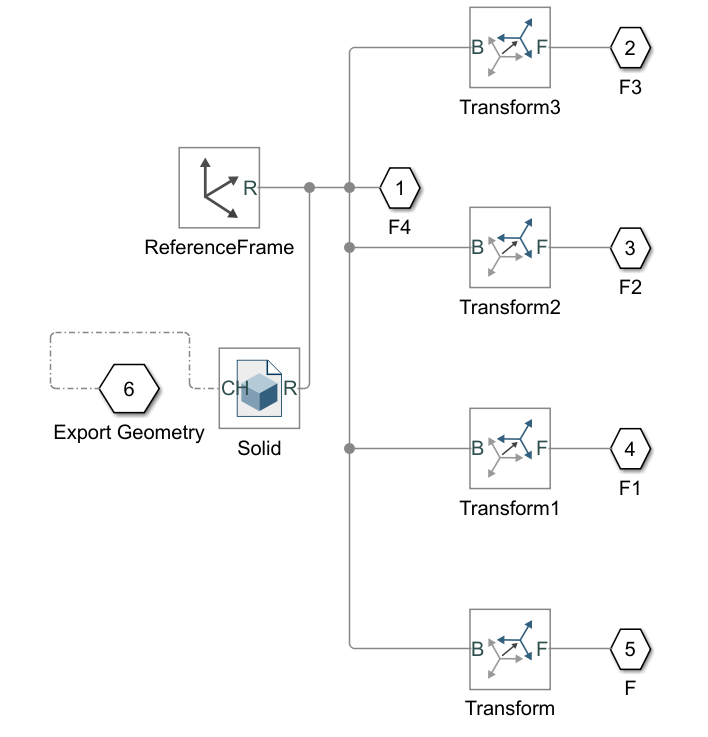 B
F
Transform3
2
F3
R
ReferenceFrame
1
F4
B
F
Transform2
3
F2
6
Export Geometry
CH
R
Solid
B
F
Transform1
4
F1
B
F
Transform
5
F